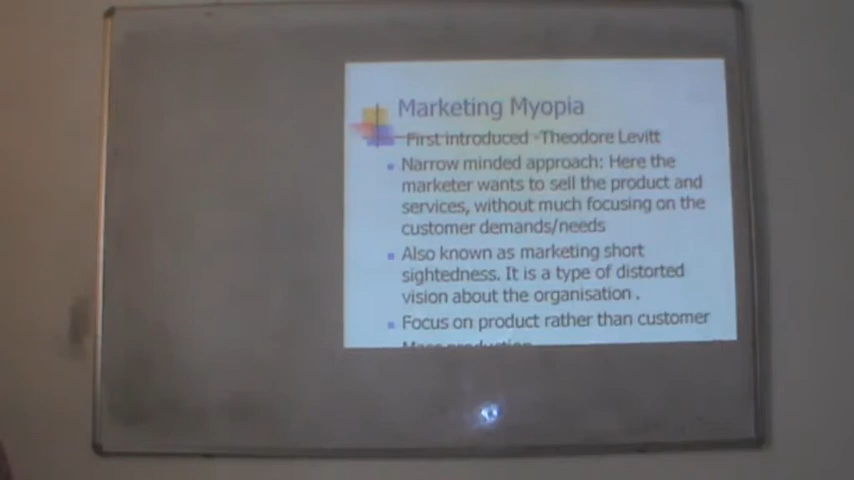 Marketing Myopia
First introduced -Theodore Levitt
Narrow minded approach: Here the
marketer wants to sell the product and
services, without much focusing on the
customer demands/needs
Also known as marketing short
sightedness. It is a type of distorted
vision about the organisation .
Focus on product rather than customer
Mass production